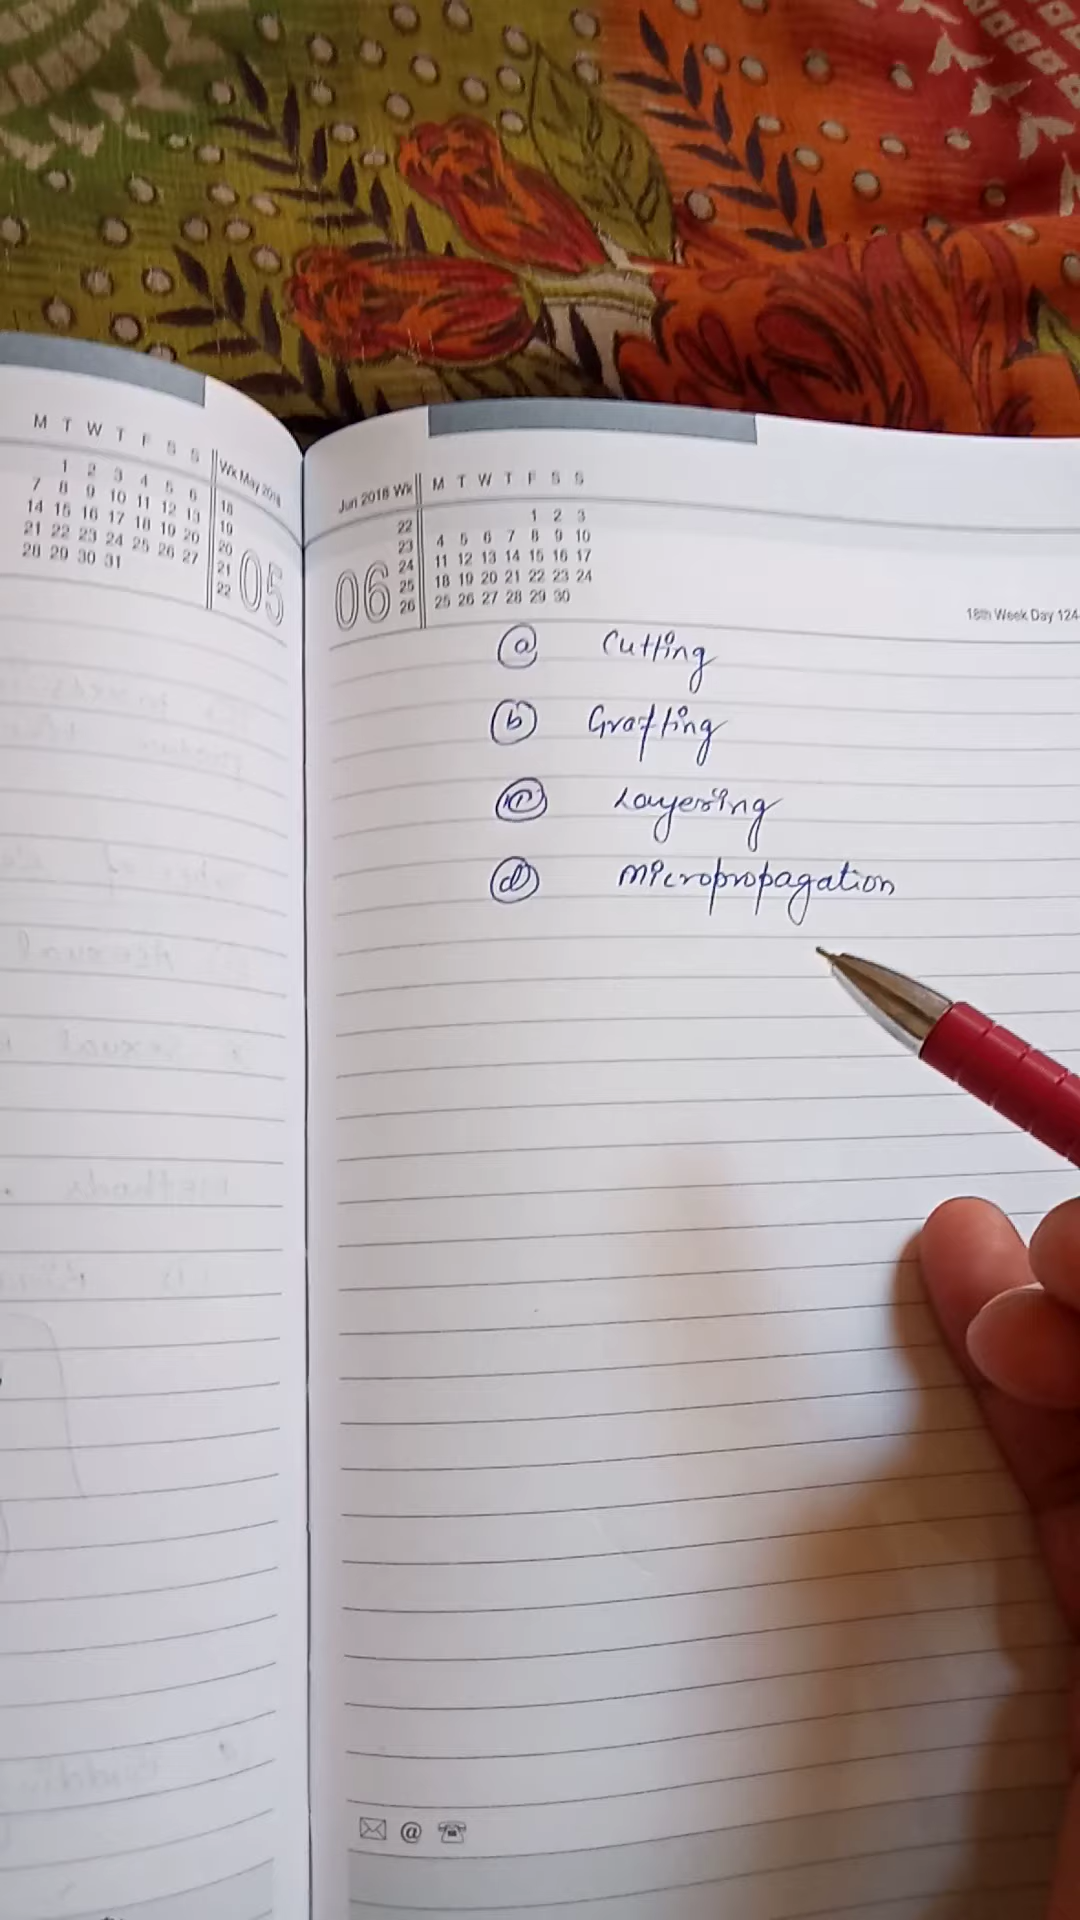 M T W T F S S Wk May 2018
1 2 3 4 5 6 18
7 8 9 10 11 12 13 19
14 15 16 17 18 19 20 20
21 22 23 24 25 26 27 21
28 29 30 31 22
05
Jun 2018 Wk M T W T F S S
22 1 2 3
23 4 5 6 7 8 9 10
24 11 12 13 14 15 16 17
25 18 19 20 21 22 23 24
26 25 26 27 28 29 30
06
18th Week Day 124
a Cutting
b Grafting
c Layering
d micropropagation
@